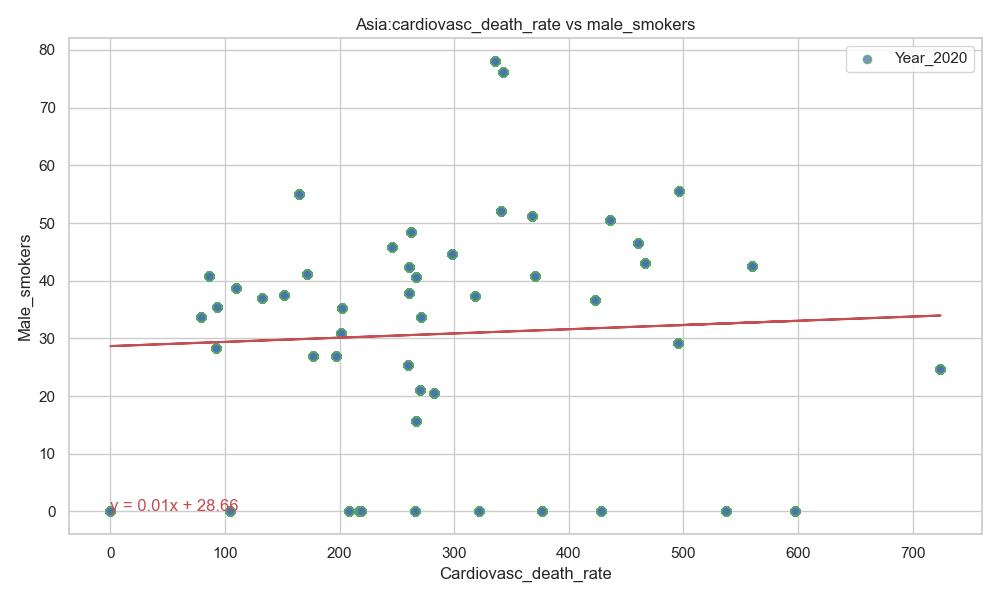 Asia:cardiovasc_death_rate vs male_smokers
Year_2020
80
70
60
50
40
30
20
10
0
Male_smokers
y = 0.01x + 28.66
0 100 200 300 400 500 600 700
Cardiovasc_death_rate